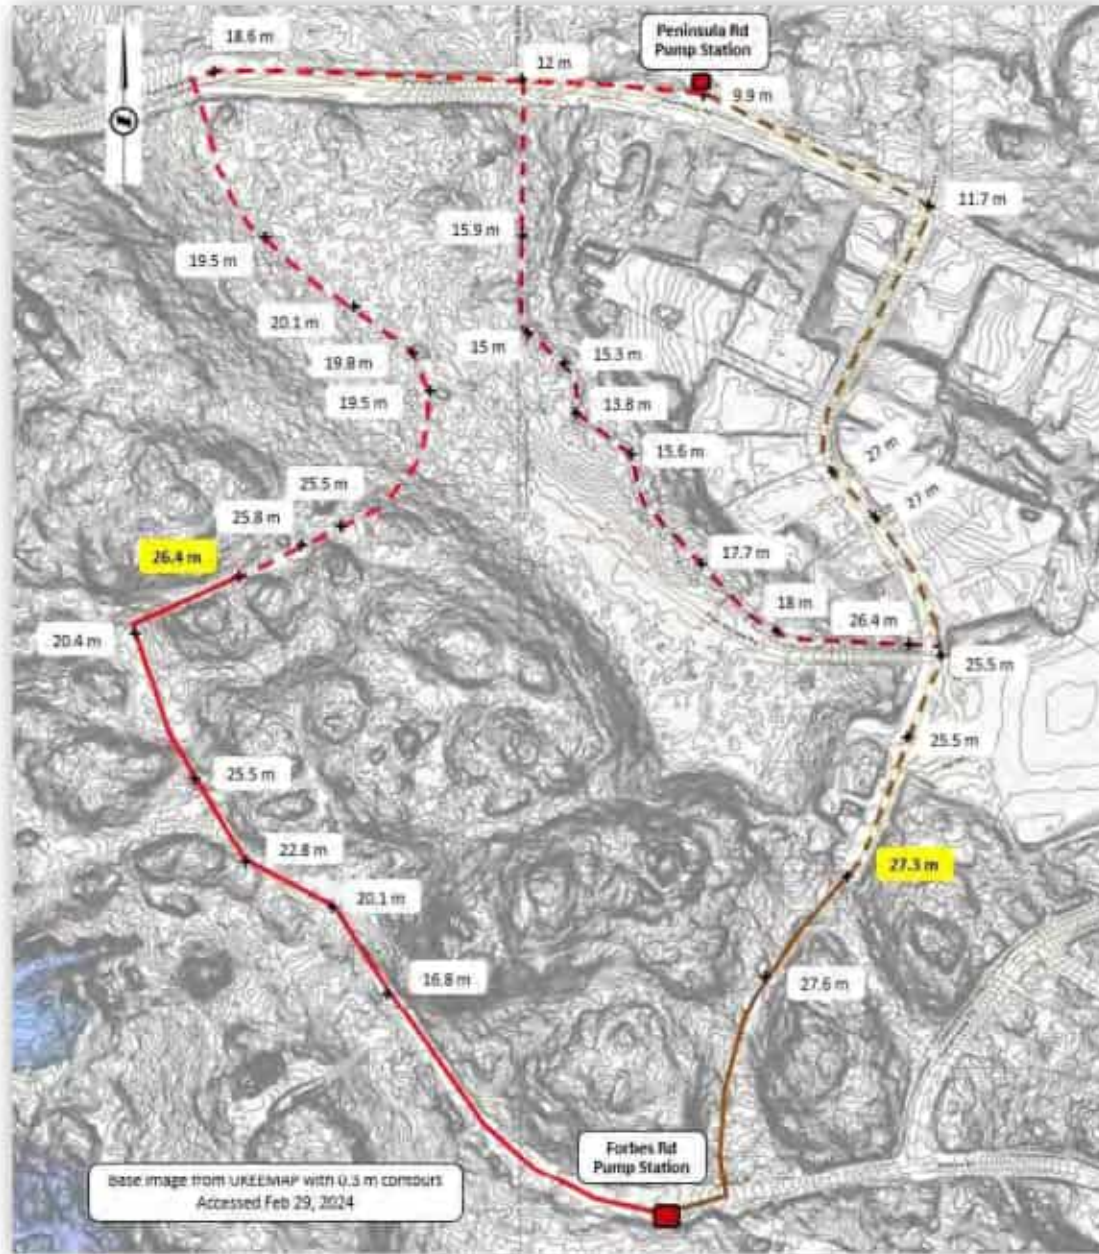 Peninsula Rd
Pump Station
18.6 m
12 m
9.9 m
11.7 m
15.9 m
19.5 m
20.1 m
15 m
15.3 m
19.8 m
19.5 m
13.8 m
15.6 m
27 m
25.5 m
27 m
25.8 m
26.4 m
17.7 m
18 m
26.4 m
20.4 m
25.5 m
25.5 m
25.5 m
22.8 m
27.3 m
20.1 m
16.8 m
27.6 m
Forbes Rd
Pump Station
Base image from UKEEMAP with 0.3 m contours
Accessed Feb 29, 2024